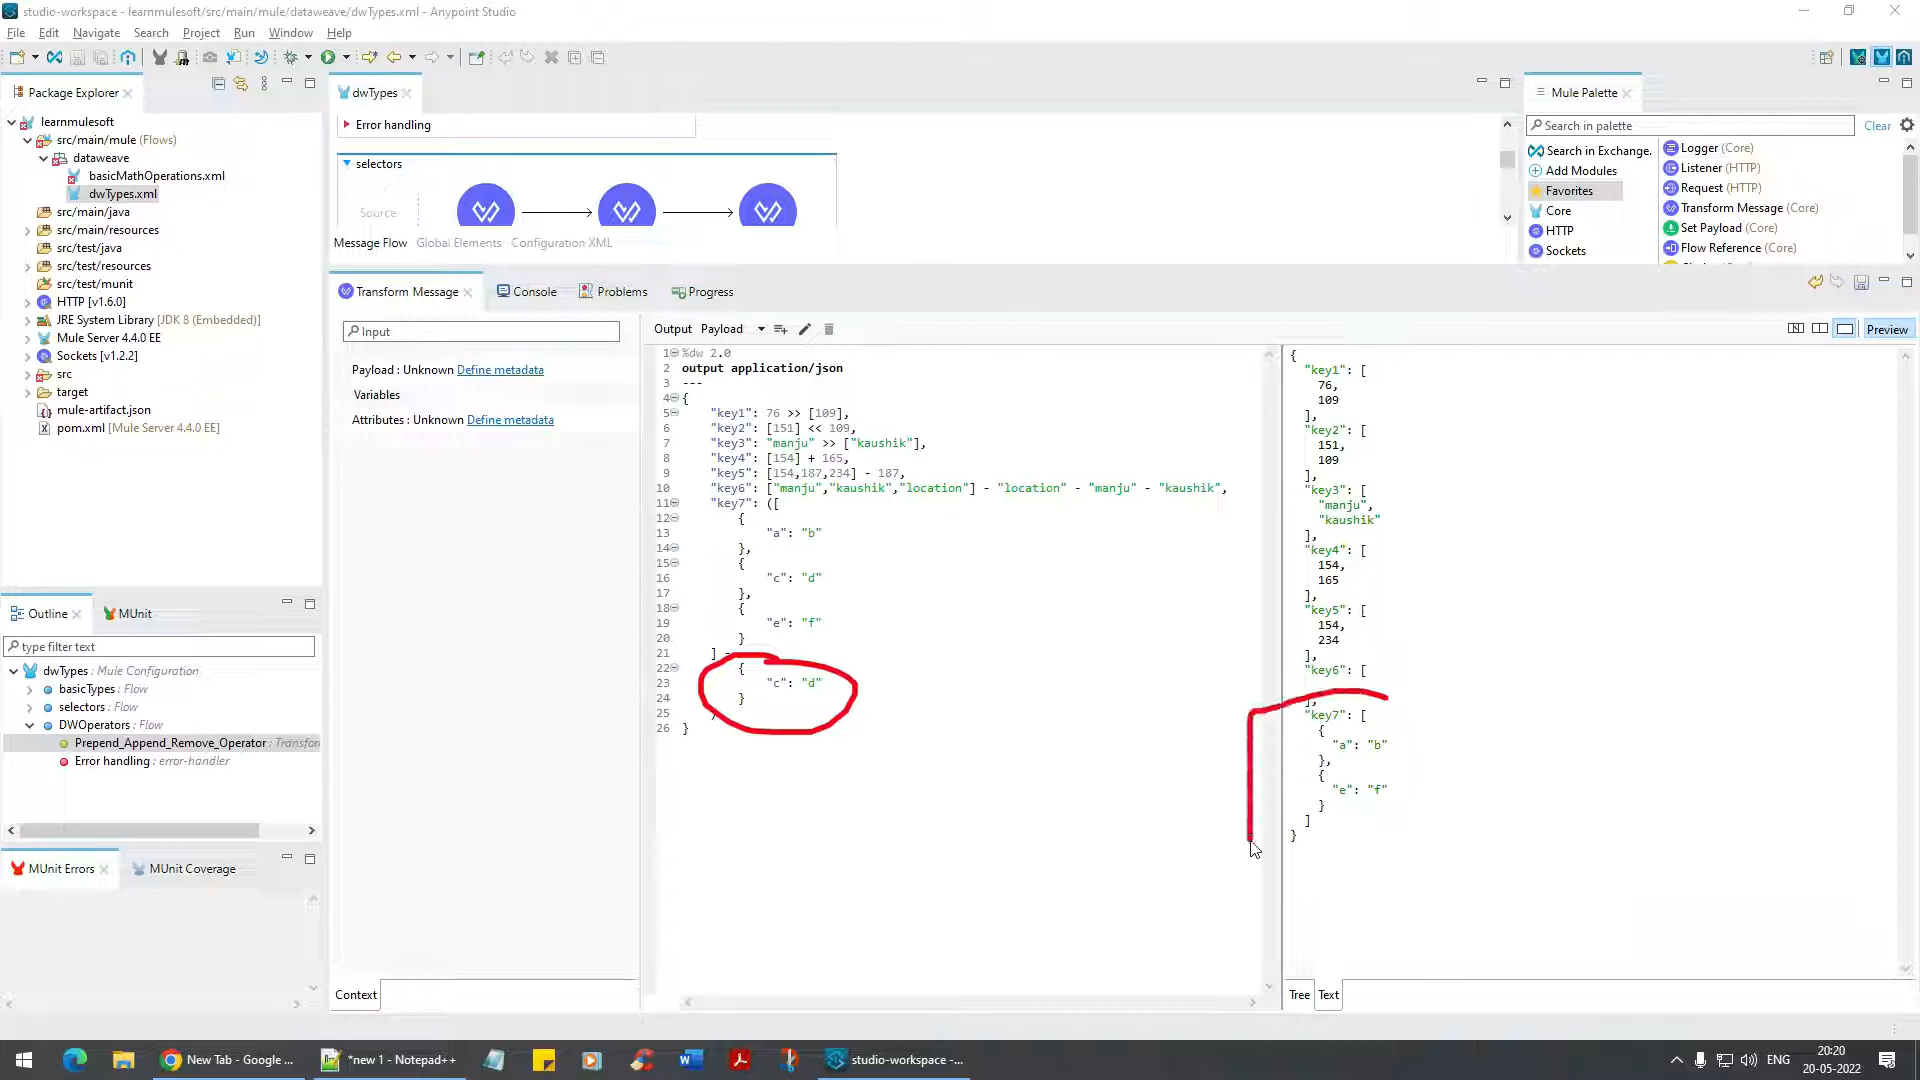 studio-workspace - learnmulesoft/src/main/mule/dataweave/dwTypes.xml - Anypoint Studio
File Edit Navigate Search Project Run Window Help
Package Explorer
learnmulesoft
src/main/mule (Flows)
dataweave
basicMathOperations.xml
dwTypes.xml
src/main/java
src/main/resources
src/test/java
src/test/resources
src/test/munit
HTTP [v1.6.0]
JRE System Library [JDK 8 (Embedded)]
Mule Server 4.4.0 EE
Sockets [v1.2.2]
src
target
mule-artifact.json
pom.xml [Mule Server 4.4.0 EE]
Outline MUnit
type filter text
dwTypes : Mule Configuration
basicTypes : Flow
selectors : Flow
DWOperators : Flow
Prepend_Append_Remove_Operator : Transfor
Error handling : error-handler
MUnit Errors MUnit Coverage
dwTypes
Error handling
selectors
Source
Message Flow Global Elements Configuration XML
Mule Palette
Search in palette Clear
Search in Exchange.
Add Modules
Favorites
Core
HTTP
Sockets
Logger (Core)
Listener (HTTP)
Request (HTTP)
Transform Message (Core)
Set Payload (Core)
Flow Reference (Core)
Transform Message Console Problems Progress
Input
Payload : Unknown Define metadata
Variables
Attributes : Unknown Define metadata
Context
Output Payload Preview
1 %dw 2.0
2 output application/json
3 ---
4 {
5 "key1": 76 >> [109],
6 "key2": [151] << 109,
7 "key3": "manju" >> ["kaushik"],
8 "key4": [154] + 165,
9 "key5": [154,187,234] - 187,
10 "key6": ["manju","kaushik","location"] - "location" - "manju" - "kaushik",
11 "key7": ([
12 {
13 "a": "b"
14 },
15 {
16 "c": "d"
17 },
18 {
19 "e": "f"
20 }
21 ] -
22 {
23 "c": "d"
24 }
25 )
26 }
{
"key1": [
76,
109
],
"key2": [
151,
109
],
"key3": [
"manju",
"kaushik"
],
"key4": [
154,
165
],
"key5": [
154,
234
],
"key6": [
],
"key7": [
{
"a": "b"
},
{
"e": "f"
}
]
}
Tree Text
New Tab - Google ... *new 1 - Notepad++ studio-workspace -...
ENG 20:20
20-05-2022